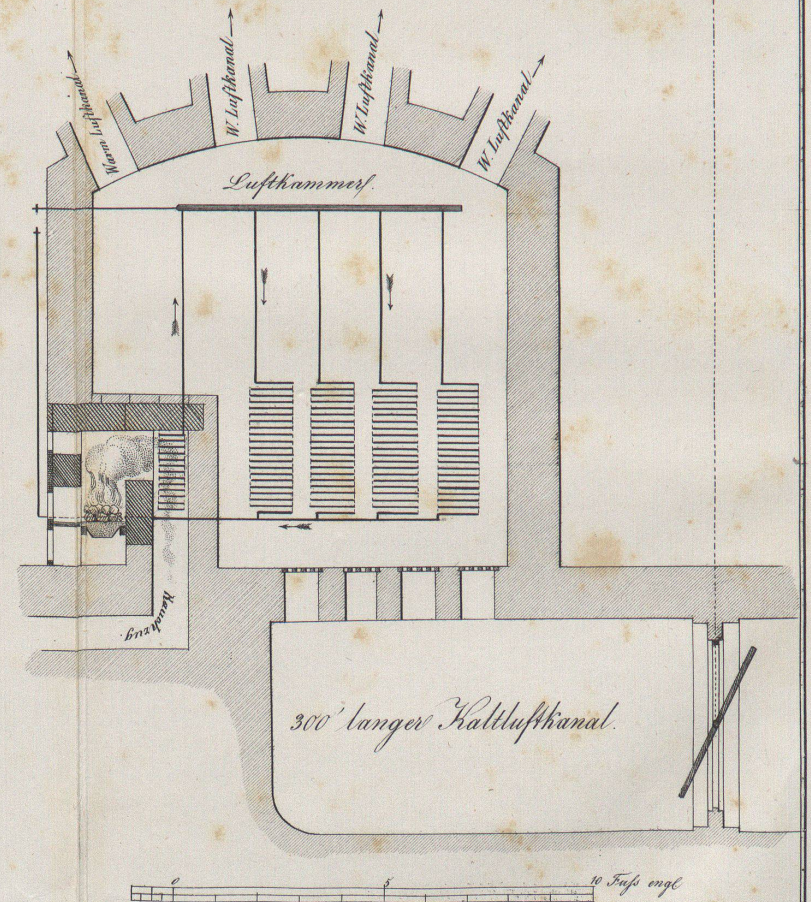 Warm Luftkanal
W. Luftkanal
W. Luftkanal
W. Luftkanal
Luftkammer.
Rauchzug.
300' langer Kaltluftkanal.
0 5 10 Fuſs engl